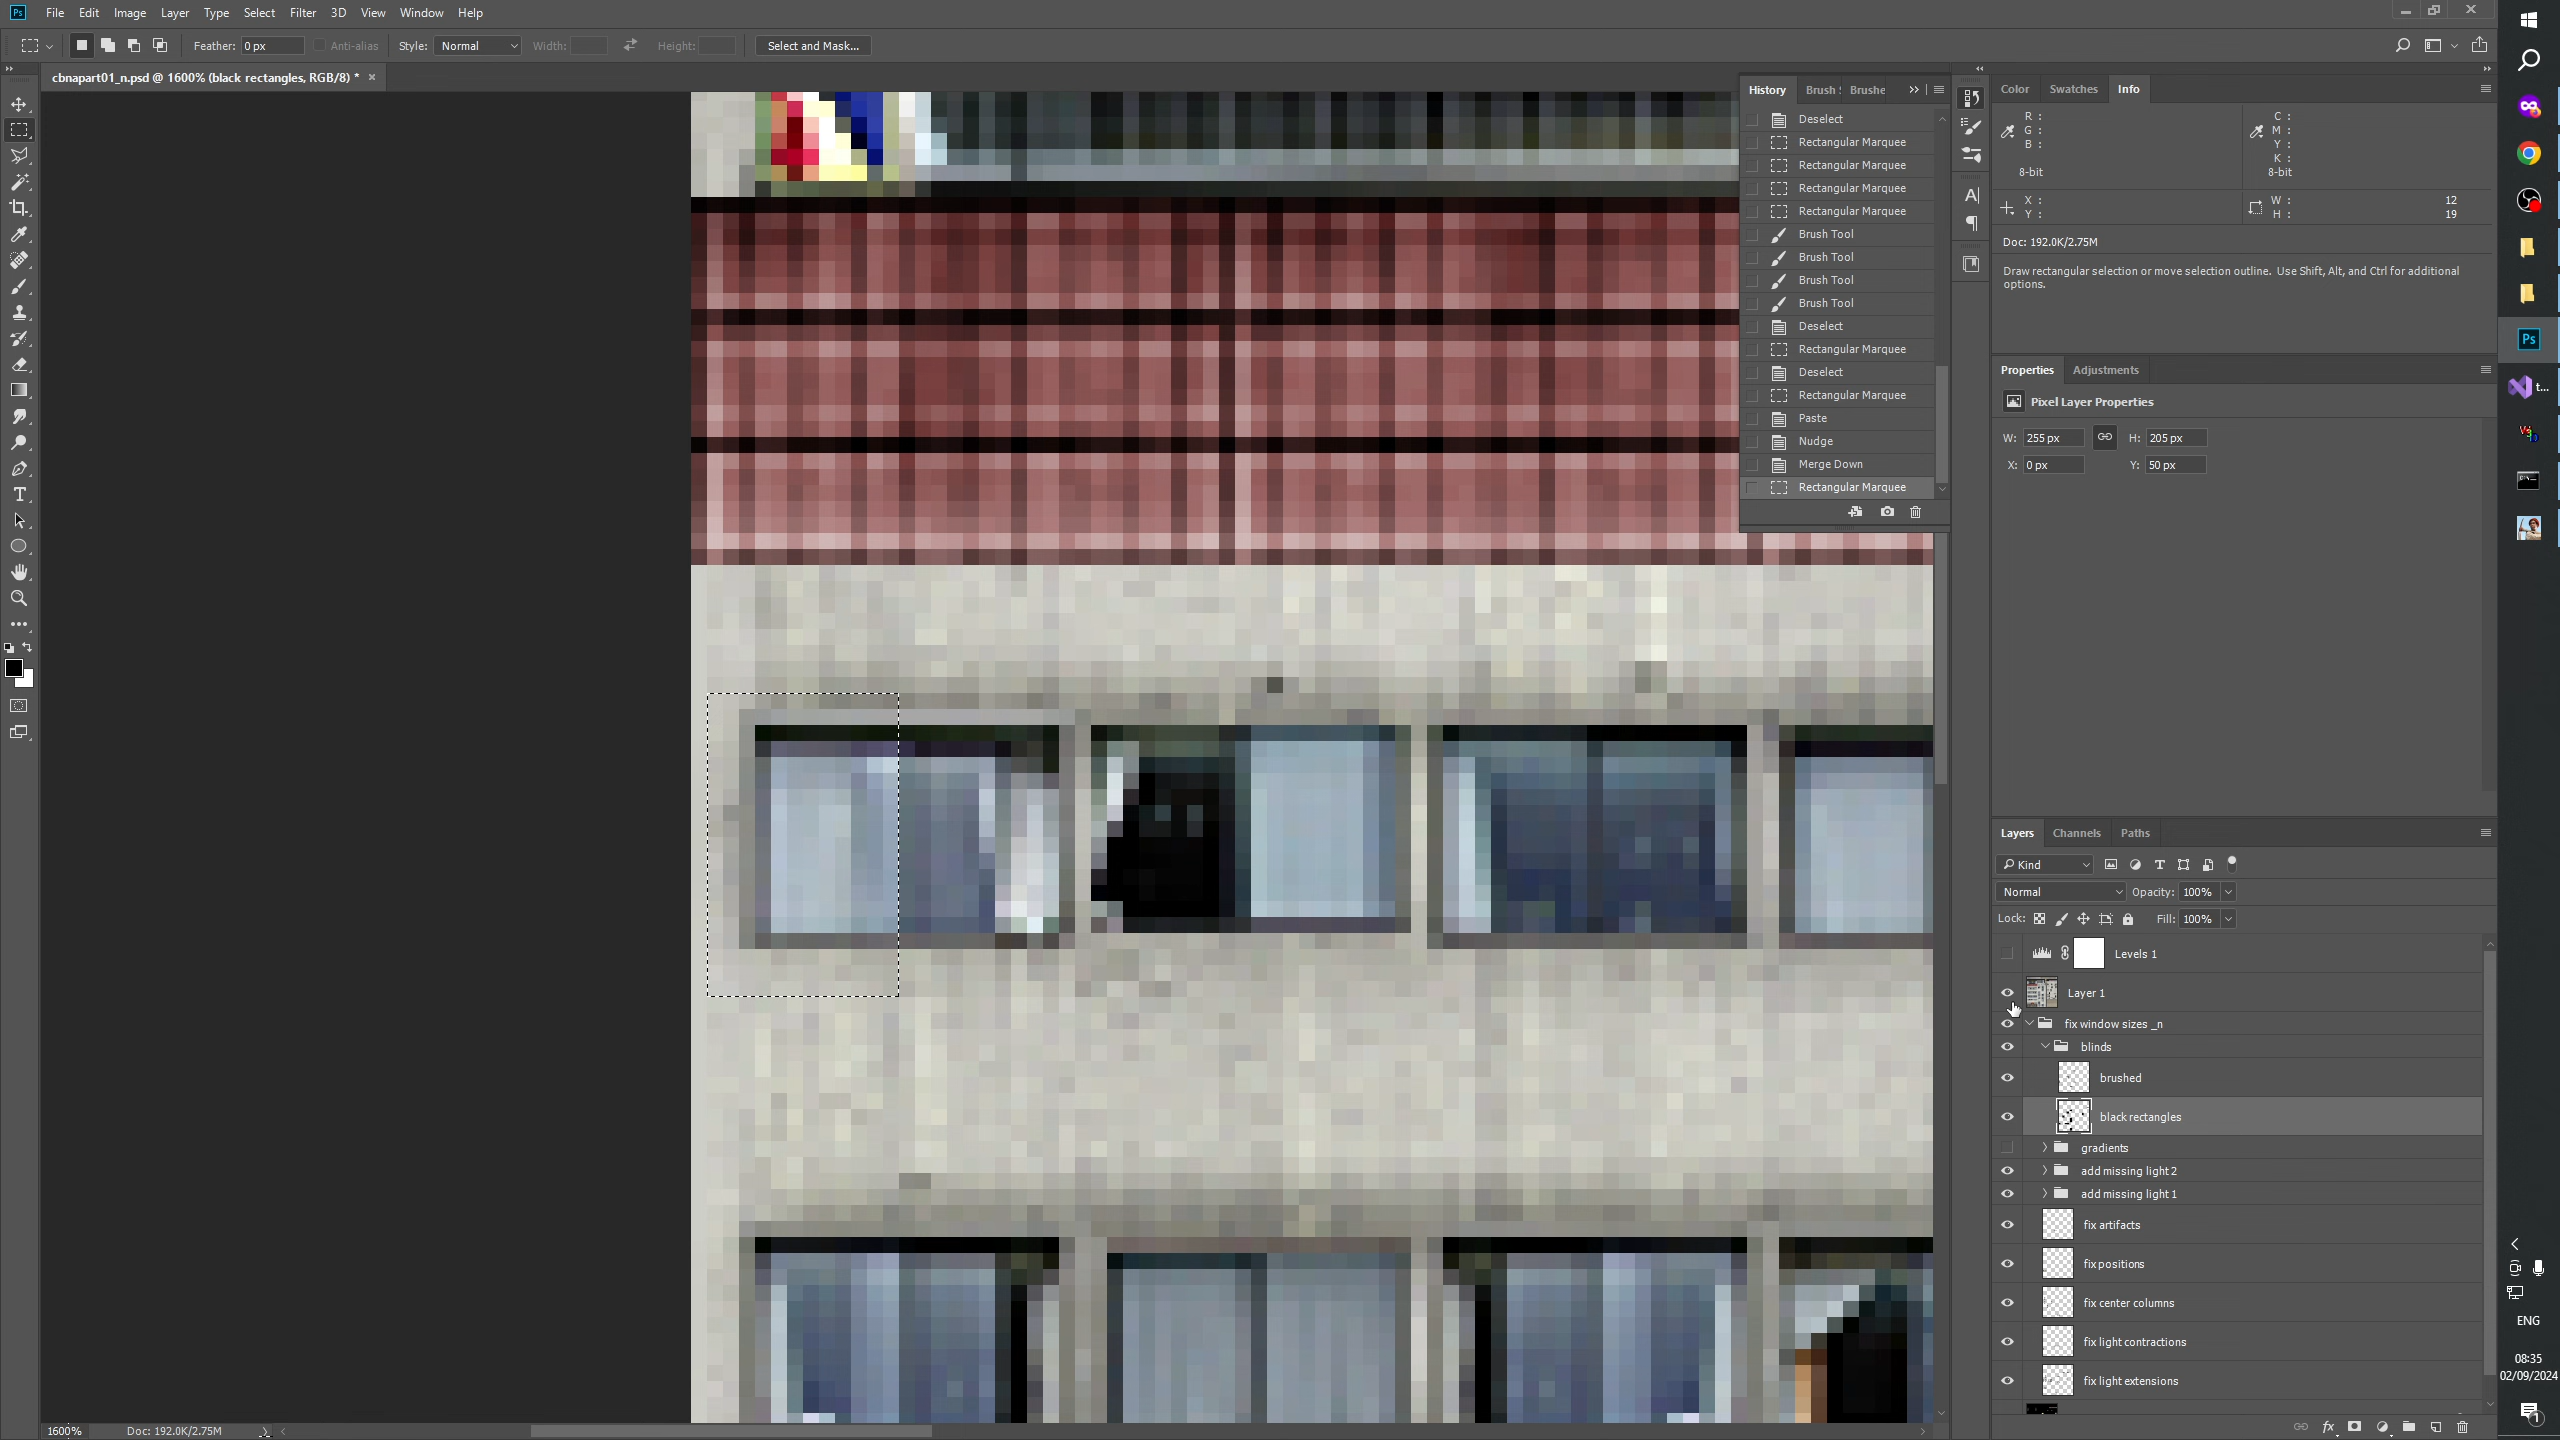 Ps File Edit Image Layer Type Select Filter 3D View Window Help
Feather: 0 px Anti-alias Style: Normal Width: Height: Select and Mask...
cbnapart01_n.psd @ 1600% (black rectangles, RGB/8) * ×
History Brush Brushe
Deselect
Rectangular Marquee
Rectangular Marquee
Rectangular Marquee
Rectangular Marquee
Brush Tool
Brush Tool
Brush Tool
Brush Tool
Deselect
Rectangular Marquee
Deselect
Rectangular Marquee
Paste
Nudge
Merge Down
Rectangular Marquee
Color Swatches Info
R : C :
G : M :
B : Y :
K :
8-bit 8-bit
X : W : 12
Y : H : 19
Doc: 192.0K/2.75M
Draw rectangular selection or move selection outline. Use Shift, Alt, and Ctrl for additional
options.
Properties Adjustments
Pixel Layer Properties
W: 255 px H: 205 px
X: 0 px Y: 50 px
Layers Channels Paths
Kind
Normal Opacity: 100%
Lock: Fill: 100%
Levels 1
Layer 1
fix window sizes _n
blinds
brushed
black rectangles
gradients
add missing light 2
add missing light 1
fix artifacts
fix positions
fix center columns
fix light contractions
fix light extensions
1600% Doc: 192.0K/2.75M
Ps
t...
ENG
08:35
02/09/2024
1